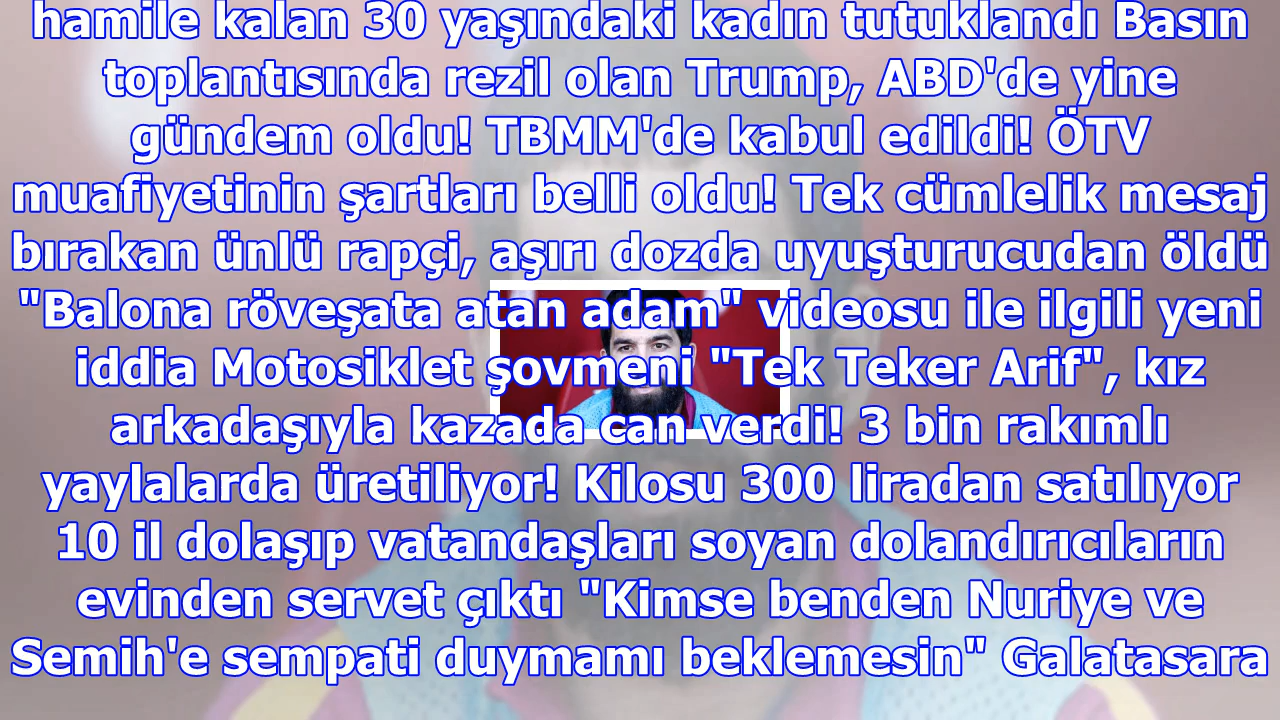 hamile kalan 30 yaşındaki kadın tutuklandı Basın
toplantısında rezil olan Trump, ABD'de yine
gündem oldu! TBMM'de kabul edildi! ÖTV
muafiyetinin şartları belli oldu! Tek cümlelik mesaj
bırakan ünlü rapçi, aşırı dozda uyuşturucudan öldü
"Balona röveşata atan adam" videosu ile ilgili yeni
iddia Motosiklet şovmeni "Tek Teker Arif", kız
arkadaşıyla kazada can verdi! 3 bin rakımlı
yaylalarda üretiliyor! Kilosu 300 liradan satılıyor
10 il dolaşıp vatandaşları soyan dolandırıcıların
evinden servet çıktı "Kimse benden Nuriye ve
Semih'e sempati duymamı beklemesin" Galatasara